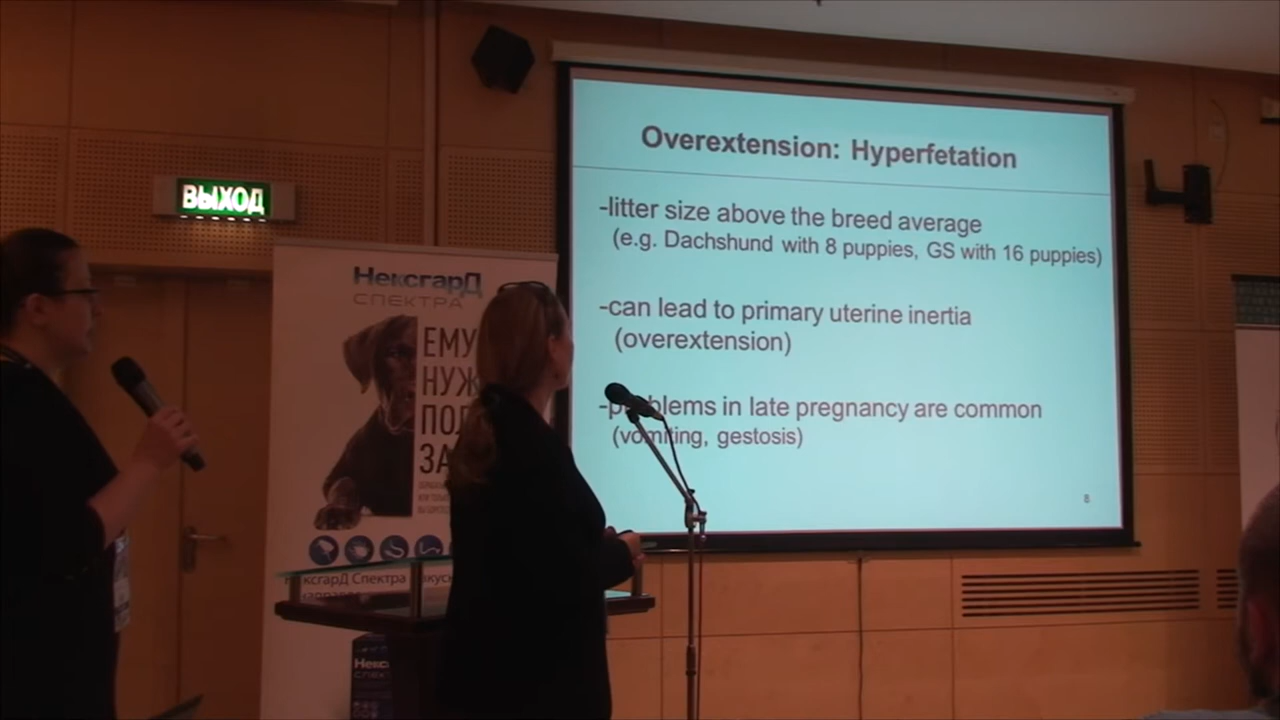 ВЫХОД
НексгарД
СПЕКТРА
ЕМУ
НУЖ
ПОЛ
ЗА
НексгарД Спектра
Overextension: Hyperfetation
-litter size above the breed average
(e.g. Dachshund with 8 puppies, GS with 16 puppies)
-can lead to primary uterine inertia
(overextension)
-problems in late pregnancy are common
(vomiting, gestosis)
8